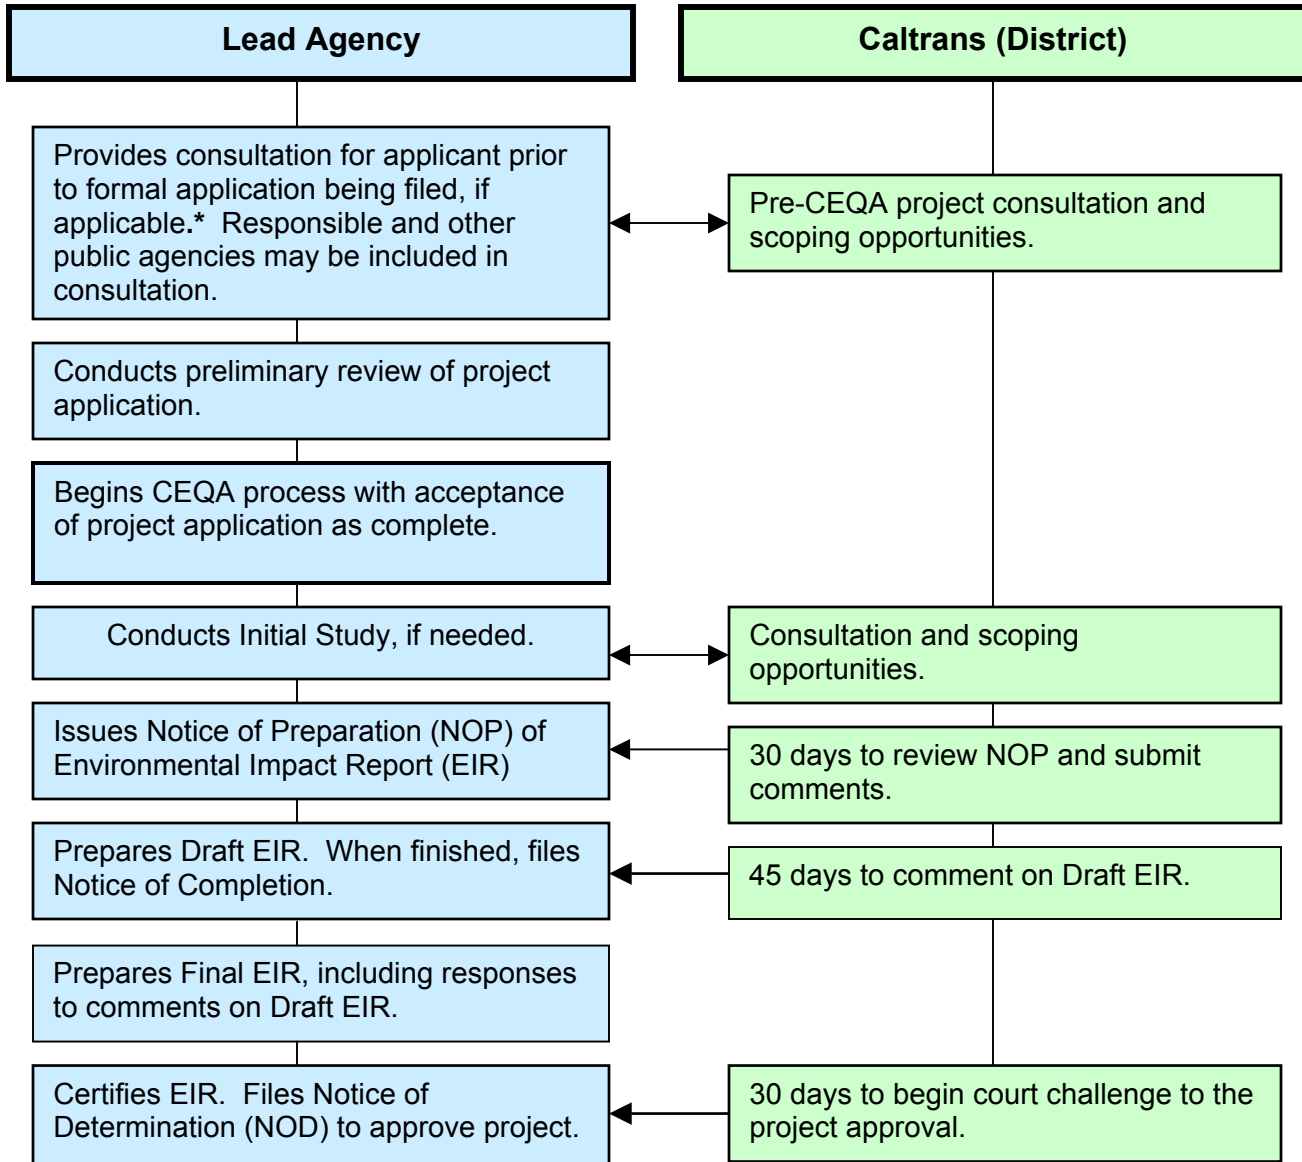 Lead Agency
Caltrans (District)
Provides consultation for applicant prior
to formal application being filed, if
applicable.*  Responsible and other
public agencies may be included in
consultation.
Pre-CEQA project consultation and
scoping opportunities.
Conducts preliminary review of project
application.
Begins CEQA process with acceptance
of project application as complete.
Conducts Initial Study, if needed.
Consultation and scoping
opportunities.
Issues Notice of Preparation (NOP) of
Environmental Impact Report (EIR)
30 days to review NOP and submit
comments.
Prepares Draft EIR.  When finished, files
Notice of Completion.
45 days to comment on Draft EIR.
Prepares Final EIR, including responses
to comments on Draft EIR.
Certifies EIR.  Files Notice of
Determination (NOD) to approve project.
30 days to begin court challenge to the
project approval.